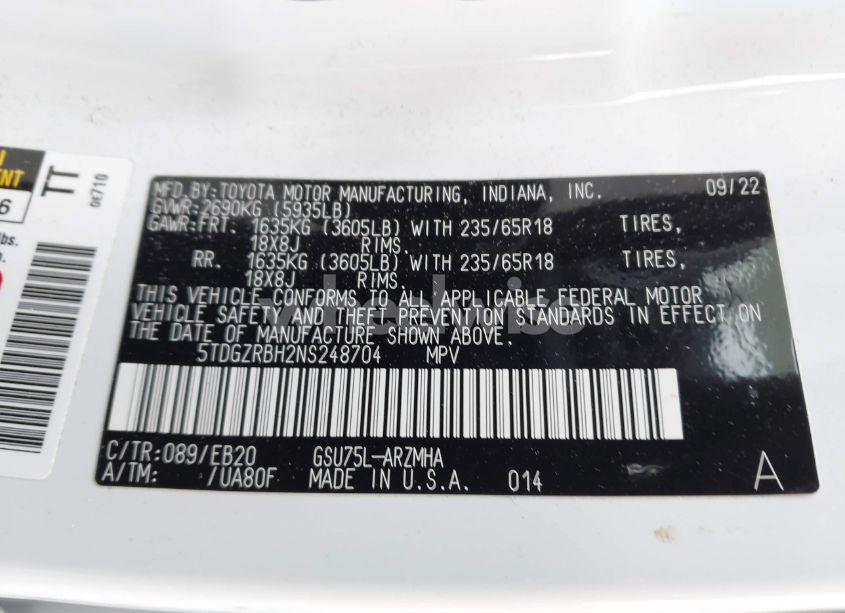 MFD.BY:TOYOTA MOTOR MANUFACTURING, INDIANA, INC. 09/22
GVWR:2690KG (5935LB)
GAWR:FRT. 1635KG (3605LB) WITH 235/65R18 TIRES,
18X8J RIMS.
RR. 1635KG (3605LB) WITH 235/65R18 TIRES,
18X8J RIMS.
THIS VEHICLE CONFORMS TO ALL APPLICABLE FEDERAL MOTOR
VEHICLE SAFETY AND THEFT PREVENTION STANDARDS IN EFFECT ON
THE DATE OF MANUFACTURE SHOWN ABOVE.
5TDGZRBH2NS248704 MPV
C/TR:089/EB20 GSU75L-ARZMHA
A/TM: /UA80F MADE IN U.S.A. 014 A
TT
0E710
6
lbs.